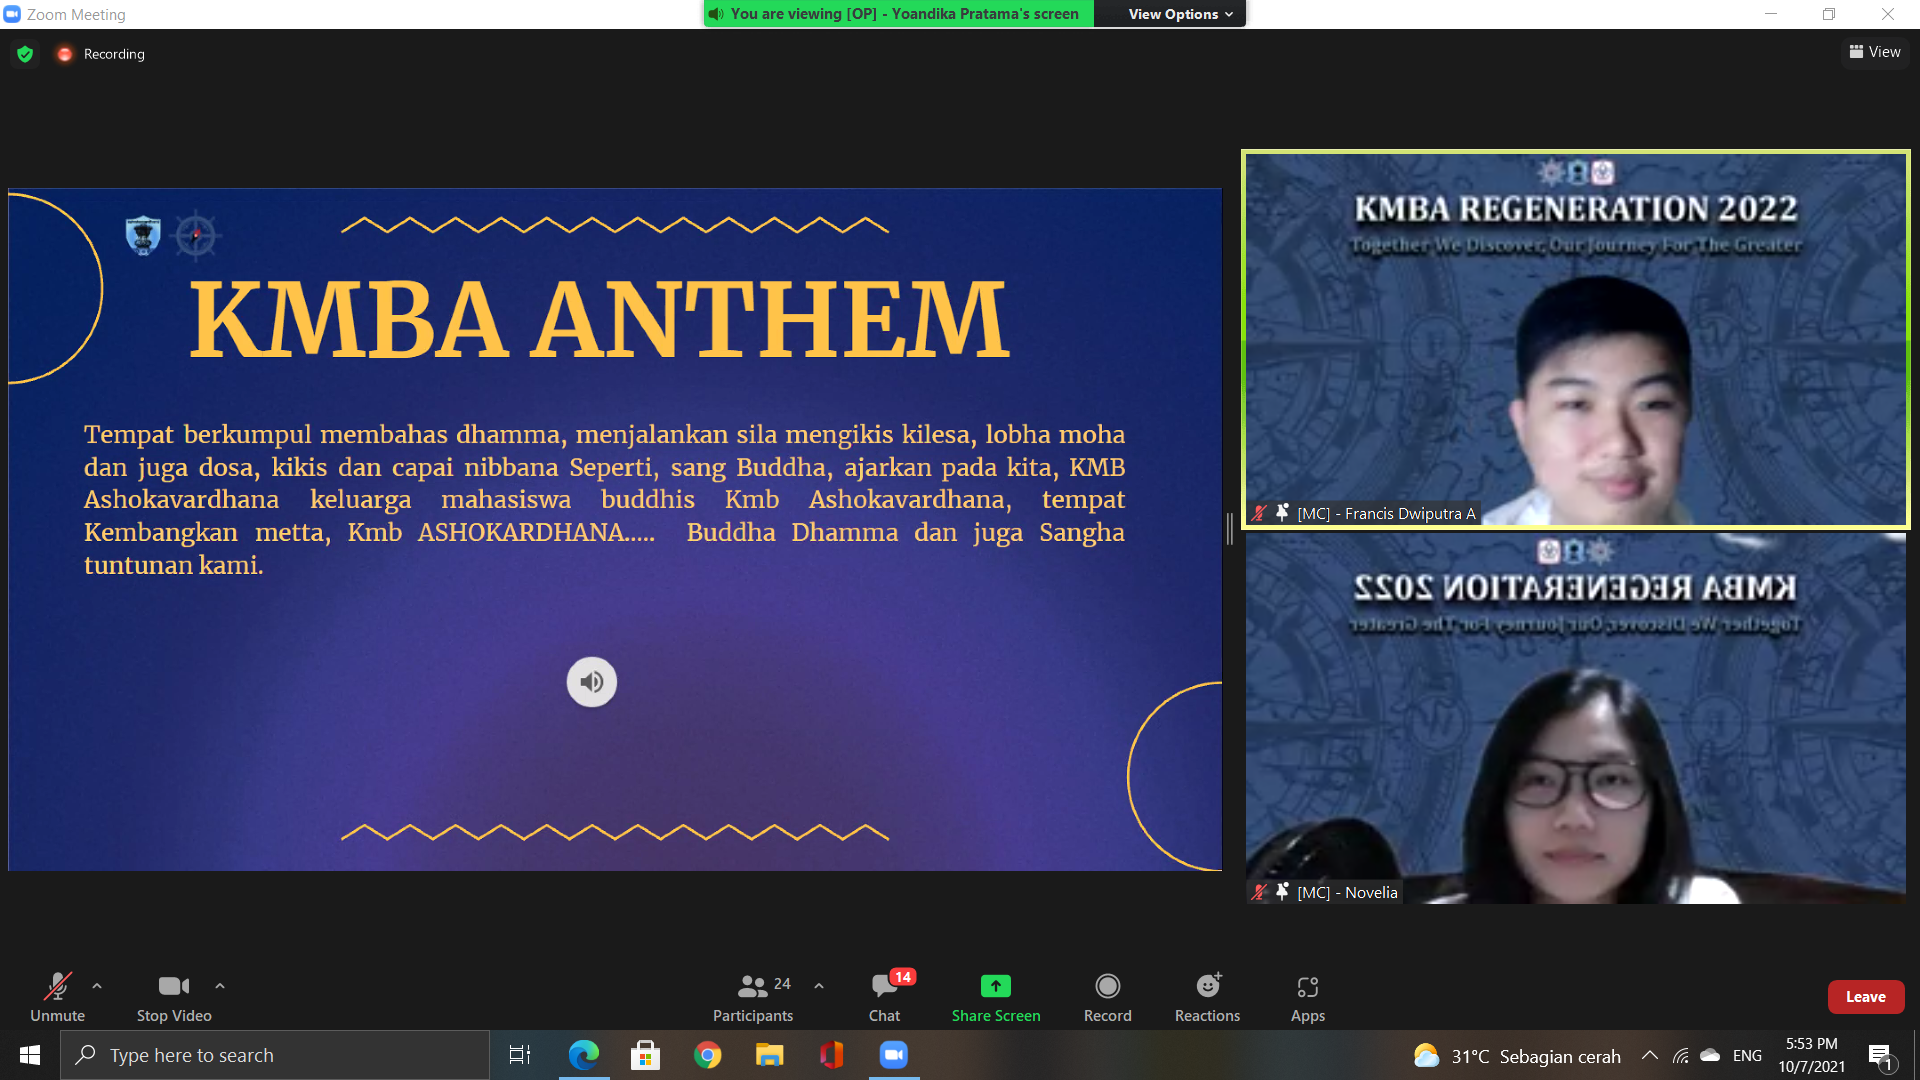 Zoom Meeting
You are viewing [OP] - Yoandika Pratama's screen
View Options
Recording
View
KMBA ANTHEM
Tempat berkumpul membahas dhamma, menjalankan sila mengikis kilesa, lobha moha
dan juga dosa, kikis dan capai nibbana Seperti, sang Buddha, ajarkan pada kita, KMB
Ashokavardhana keluarga mahasiswa buddhis Kmb Ashokavardhana, tempat
Kembangkan metta, Kmb ASHOKARDHANA..... Buddha Dhamma dan juga Sangha
tuntunan kami.
KMBA REGENERATION 2022
Together We Discover, Our Journey For The Greater
[MC] - Francis Dwiputra A
KMBA REGENERATION 2022
Together We Discover, Our Journey For The Greater
[MC] - Novelia
Unmute
Stop Video
24
Participants
14
Chat
Share Screen
Record
Reactions
Apps
Leave
Type here to search
31°C Sebagian cerah
ENG
5:53 PM
10/7/2021
1